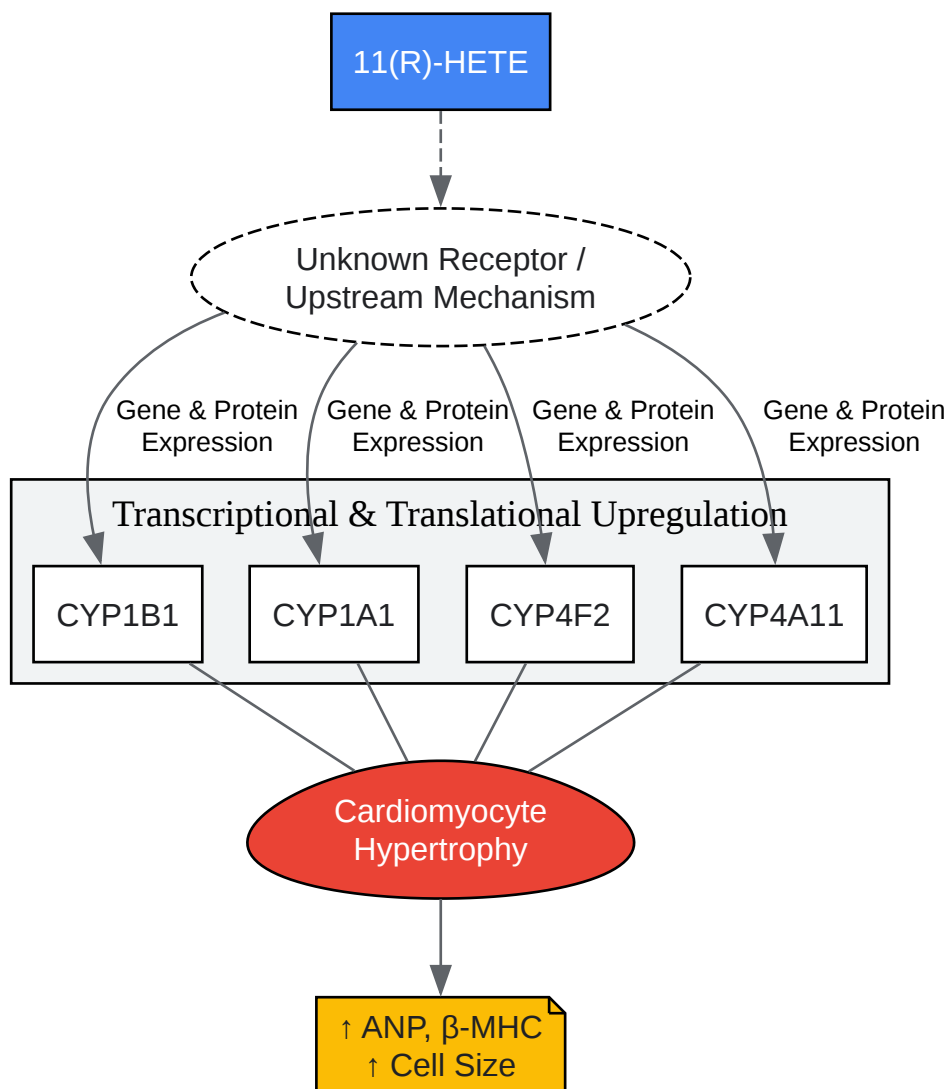 11(R)-HETE
Unknown Receptor /
Upstream Mechanism
Gene & Protein
Expression
Gene & Protein
Expression
Gene & Protein
Expression
Gene & Protein
Expression
Transcriptional & Translational Upregulation
CYP1B1
CYP1A1
CYP4F2
CYP4A11
Cardiomyocyte
Hypertrophy
↑ ANP, β-MHC
↑ Cell Size